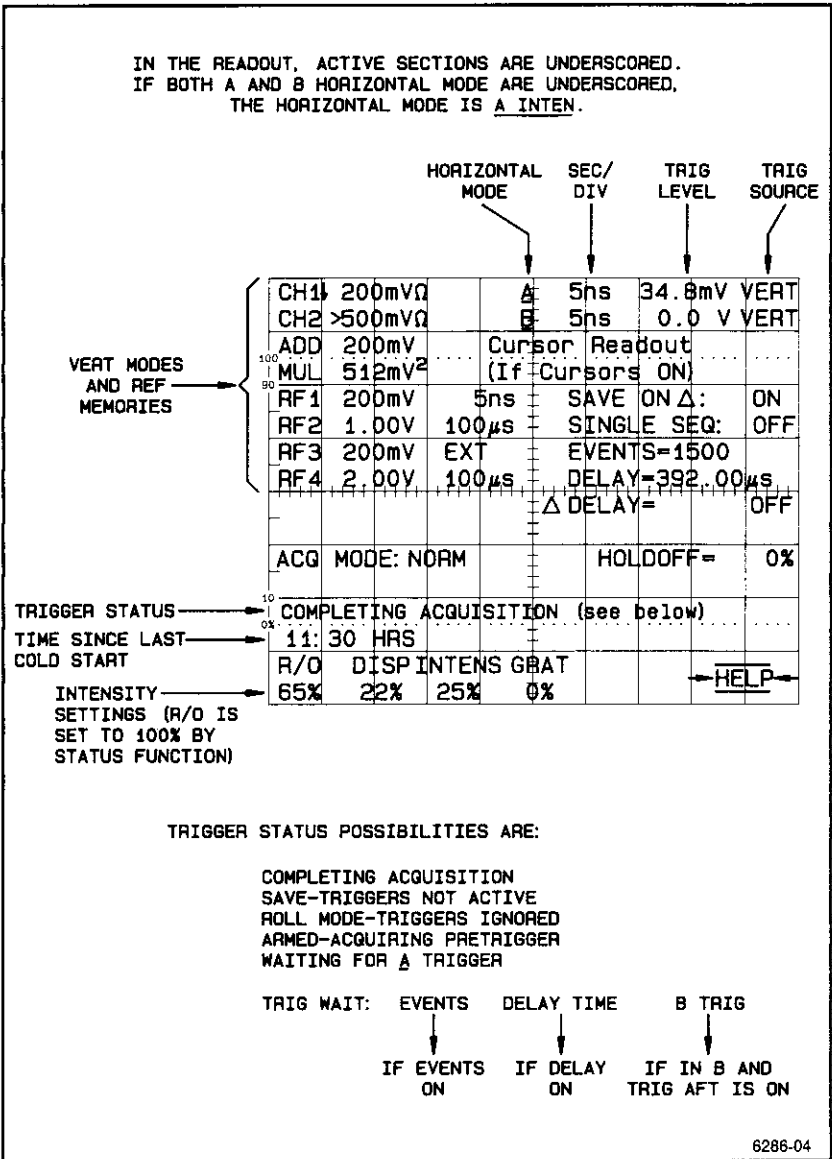 IN THE READOUT, ACTIVE SECTIONS ARE UNDERSCORED.
IF BOTH A AND B HORIZONTAL MODE ARE UNDERSCORED,
THE HORIZONTAL MODE IS A INTEN.
HORIZONTAL MODE
SEC/ DIV
TRIG LEVEL
TRIG SOURCE
CH1↓ 200mVΩ A 5ns 34.8mV VERT
CH2 >500mVΩ B 5ns 0.0 V VERT
ADD 200mV Cursor Readout
100
MUL 512mV² (If Cursors ON)
90
RF1 200mV 5ns SAVE ON Δ: ON
RF2 1.00V 100µs SINGLE SEQ: OFF
RF3 200mV EXT EVENTS=1500
RF4 2.00V 100µs DELAY=392.00µs
Δ DELAY= OFF
ACQ MODE: NORM HOLDOFF= 0%
10
COMPLETING ACQUISITION (see below)
0%
11:30 HRS
R/O DISP INTENS GRAT
65% 22% 25% 0%
HELP
VERT MODES
AND REF
MEMORIES
TRIGGER STATUS
TIME SINCE LAST
COLD START
INTENSITY
SETTINGS (R/O IS
SET TO 100% BY
STATUS FUNCTION)
TRIGGER STATUS POSSIBILITIES ARE:
COMPLETING ACQUISITION
SAVE-TRIGGERS NOT ACTIVE
ROLL MODE-TRIGGERS IGNORED
ARMED-ACQUIRING PRETRIGGER
WAITING FOR A TRIGGER
TRIG WAIT: EVENTS DELAY TIME B TRIG
IF EVENTS ON
IF DELAY ON
IF IN B AND TRIG AFT IS ON
6286-04